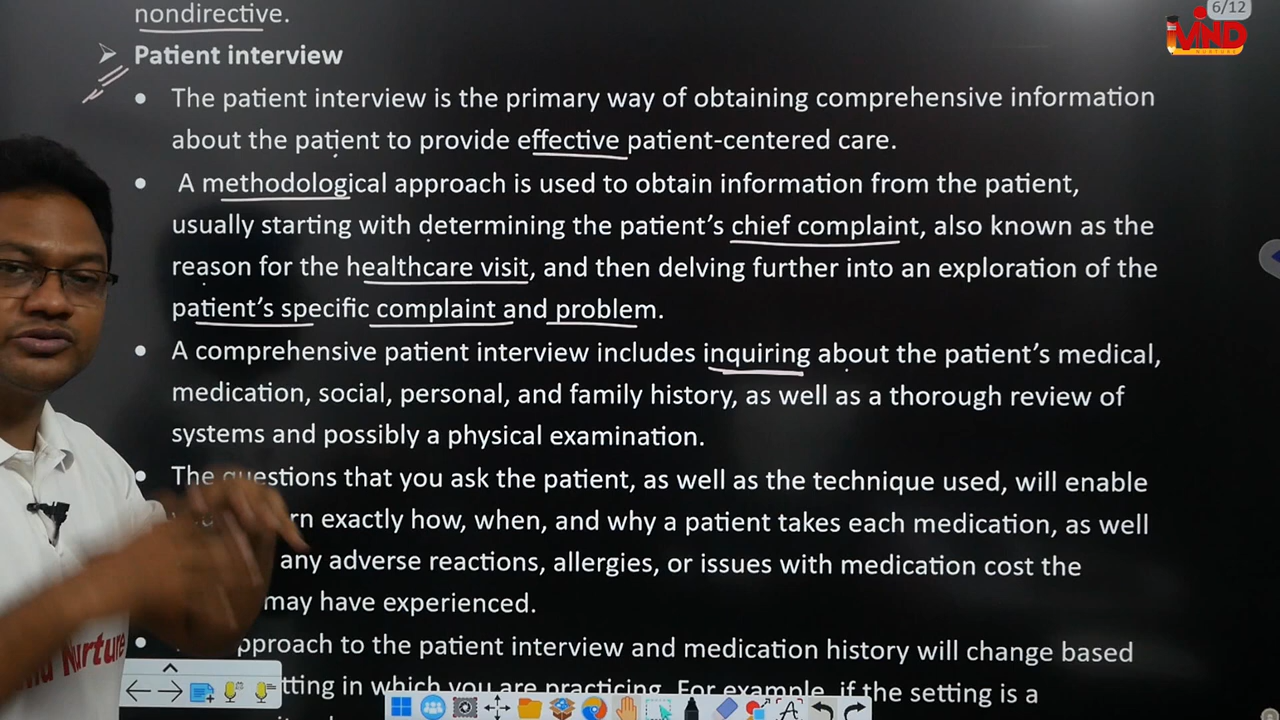 nondirective.
6/12
MIND
NURTURE
Patient interview
The patient interview is the primary way of obtaining comprehensive information
about the patient to provide effective patient-centered care.
A methodological approach is used to obtain information from the patient,
usually starting with determining the patient's chief complaint, also known as the
reason for the healthcare visit, and then delving further into an exploration of the
patient's specific complaint and problem.
A comprehensive patient interview includes inquiring about the patient's medical,
medication, social, personal, and family history, as well as a thorough review of
systems and possibly a physical examination.
The questions that you ask the patient, as well as the technique used, will enable
exactly how, when, and why a patient takes each medication, as well
any adverse reactions, allergies, or issues with medication cost the
may have experienced.
approach to the patient interview and medication history will change based
in which you are practicing. For example, if the setting is a
Nurture